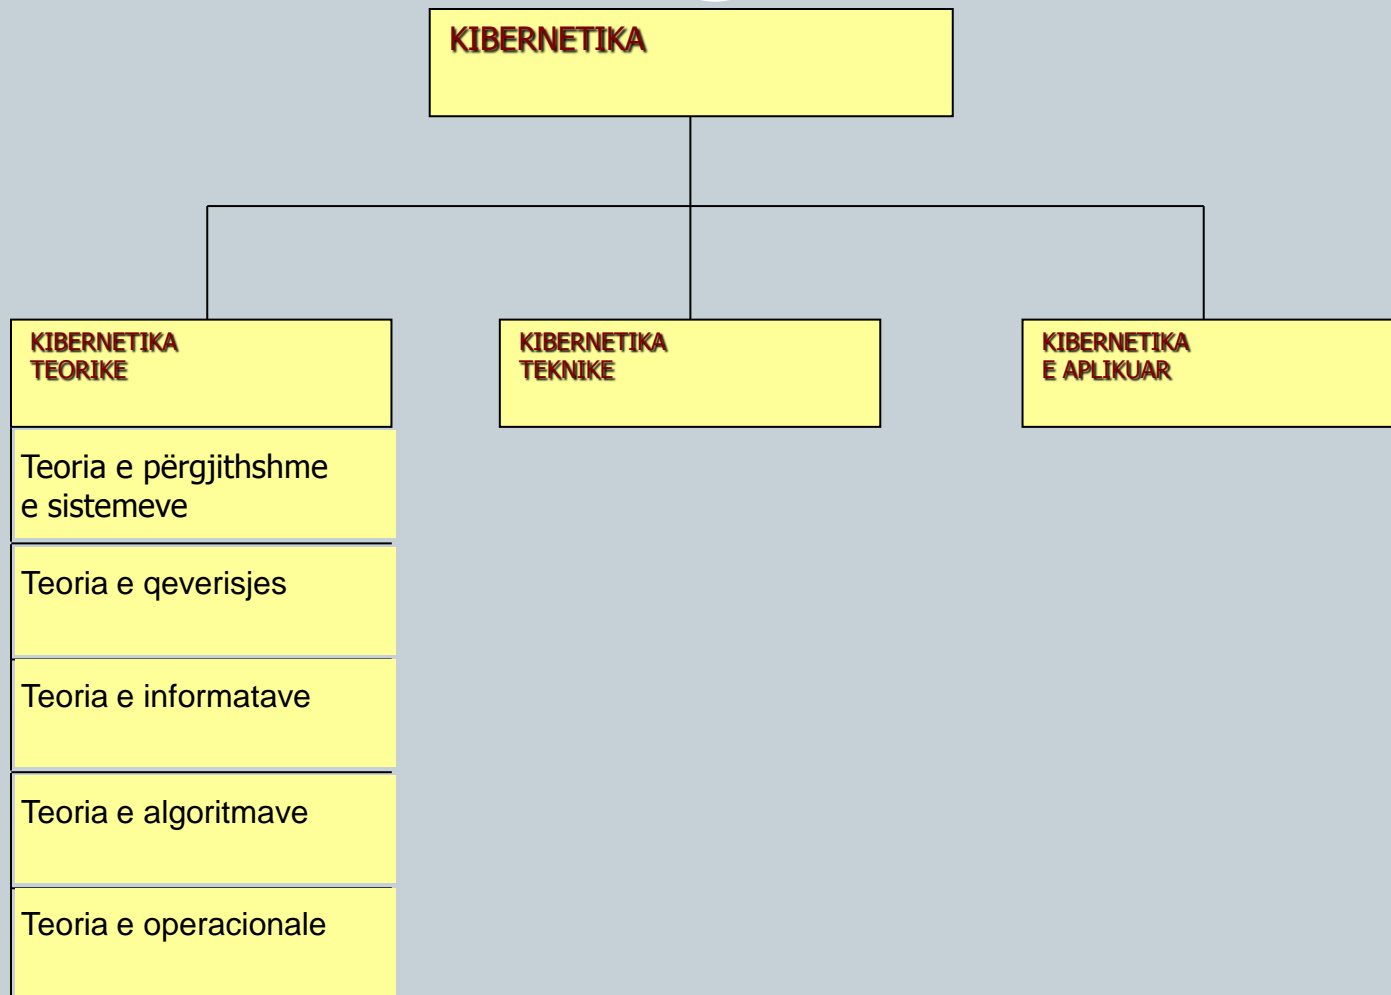 KIBERNETIKA
KIBERNETIKA
TEORIKE
KIBERNETIKA
TEKNIKE
KIBERNETIKA
E APLIKUAR
Teoria e përgjithshme
e sistemeve
Teoria e qeverisjes
Teoria e informatave
Teoria e algoritmave
Teoria e operacionale